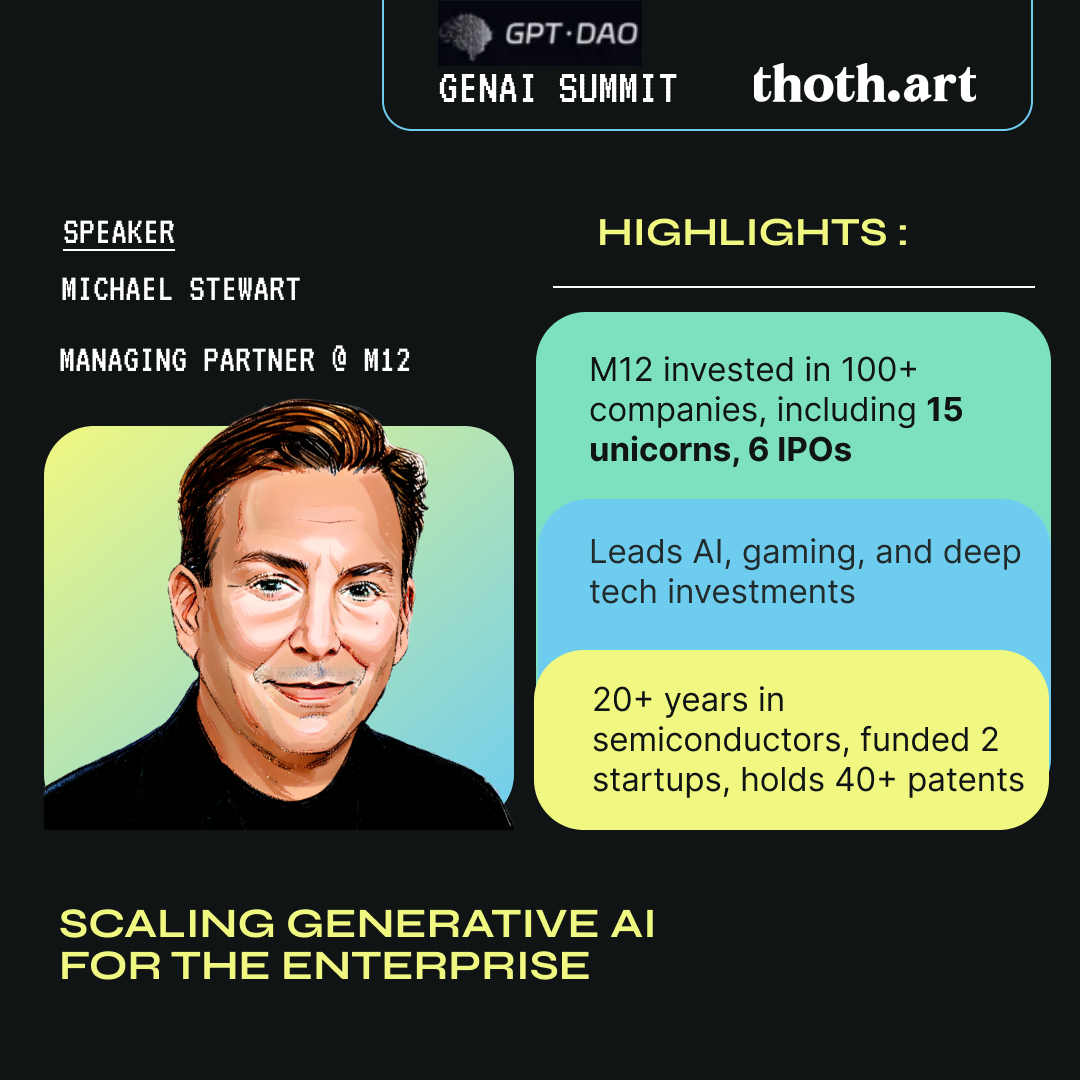 GPT·DAO
GENAI SUMMIT
thoth.art
SPEAKER
MICHAEL STEWART
MANAGING PARTNER @ M12
HIGHLIGHTS :
M12 invested in 100+
companies, including 15
unicorns, 6 IPOs
Leads AI, gaming, and deep
tech investments
20+ years in
semiconductors, funded 2
startups, holds 40+ patents
SCALING GENERATIVE AI
FOR THE ENTERPRISE